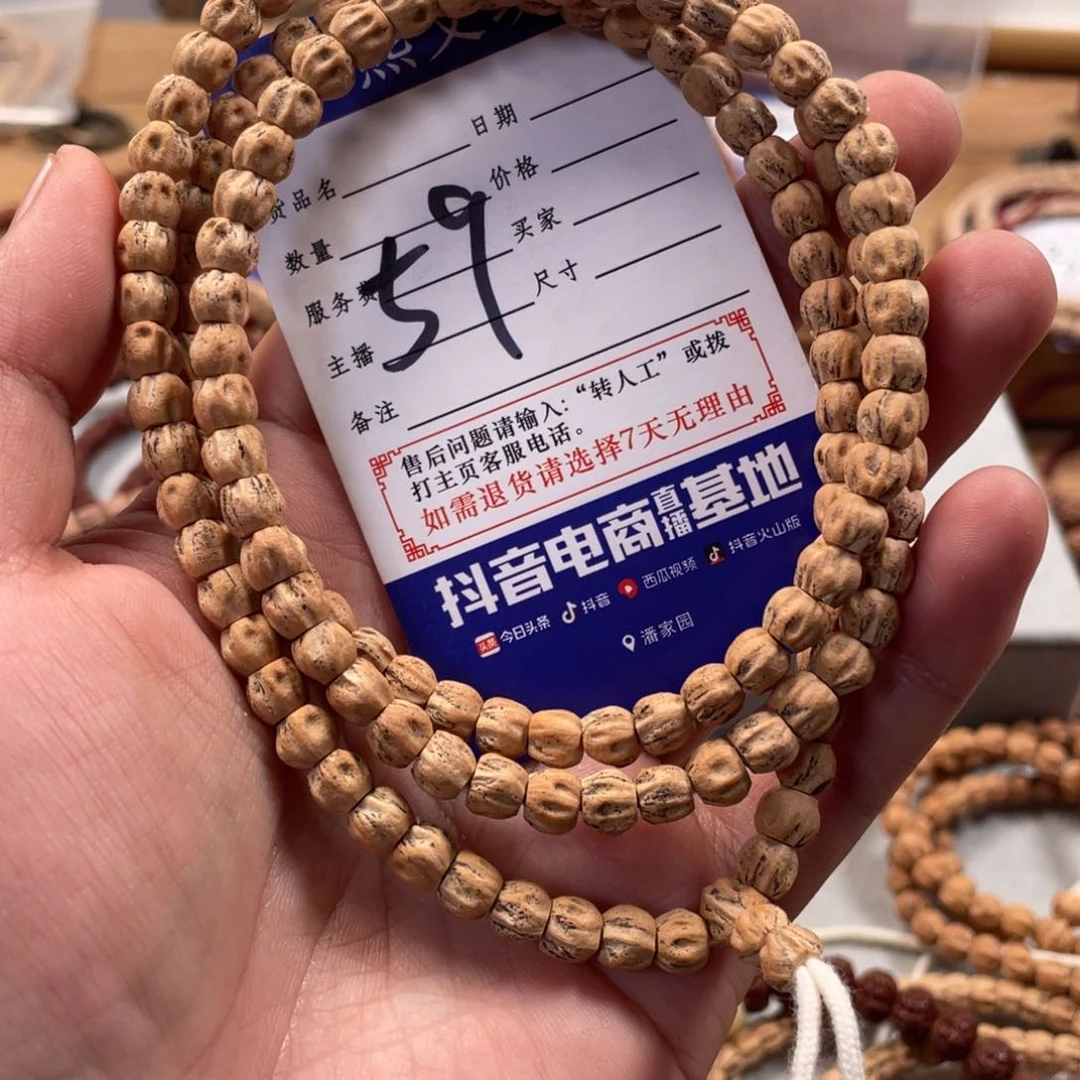 日期
货品名
价格
数量
买家
服务费
尺寸
主播
59
备注
售后问题请输入：“转人工”或拨
打主页客服电话。
如需退货请选择7天无理由
抖音电商直播基地
头条 今日头条 抖音 西瓜视频 抖音火山版
潘家园